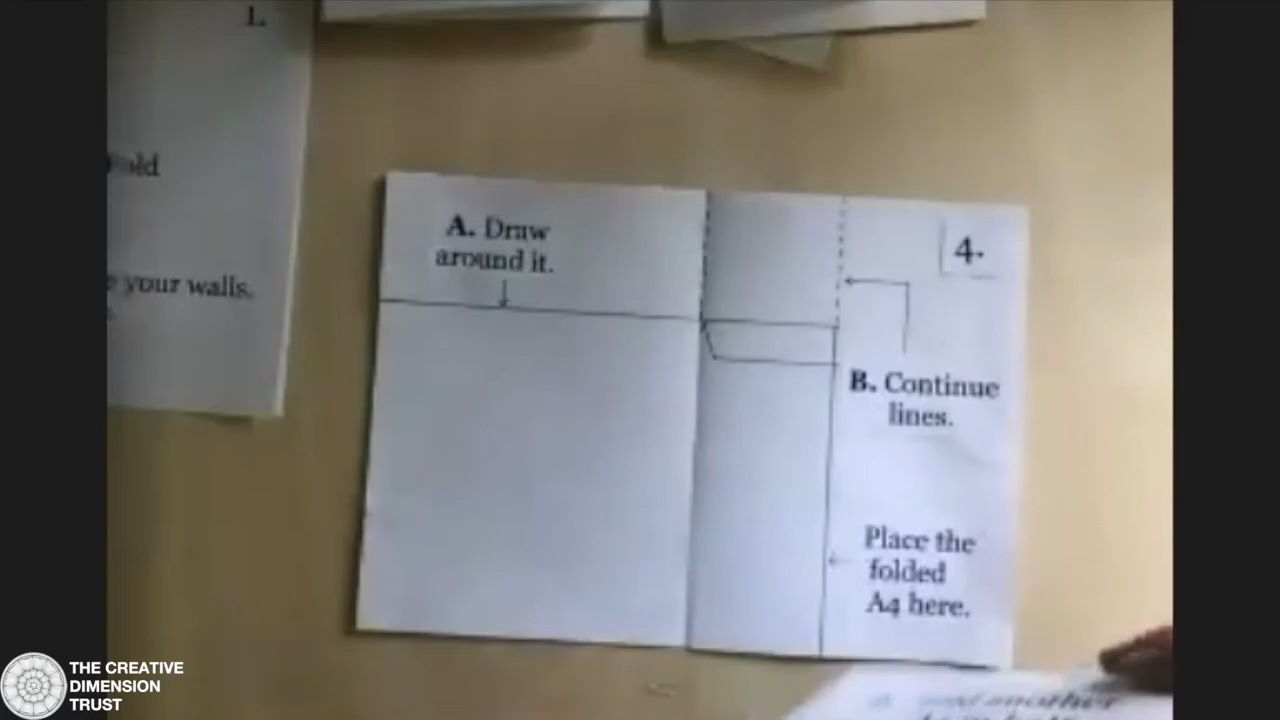 1.
old
your walls.
A. Draw
around it.
4.
B. Continue
lines.
Place the
folded
A4 here.
another
THE CREATIVE
DIMENSION
TRUST